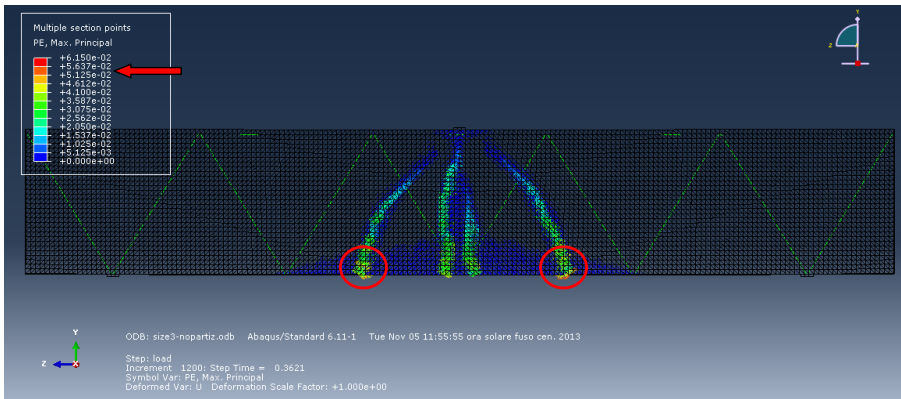 Multiple section points
PE, Max. Principal
+6.150e-02
+5.637e-02
+5.125e-02
+4.612e-02
+4.100e-02
+3.587e-02
+3.075e-02
+2.562e-02
+2.050e-02
+1.537e-02
+1.025e-02
+5.125e-03
+0.000e+00
Y
Z
ODB: size3-nopartiz.odb Abaqus/Standard 6.11-1 Tue Nov 05 11:55:55 ora solare fuso cen. 2013
Y
Z
X
Step: load
Increment 1200: Step Time = 0.3621
Symbol Var: PE, Max. Principal
Deformed Var: U Deformation Scale Factor: +1.000e+00